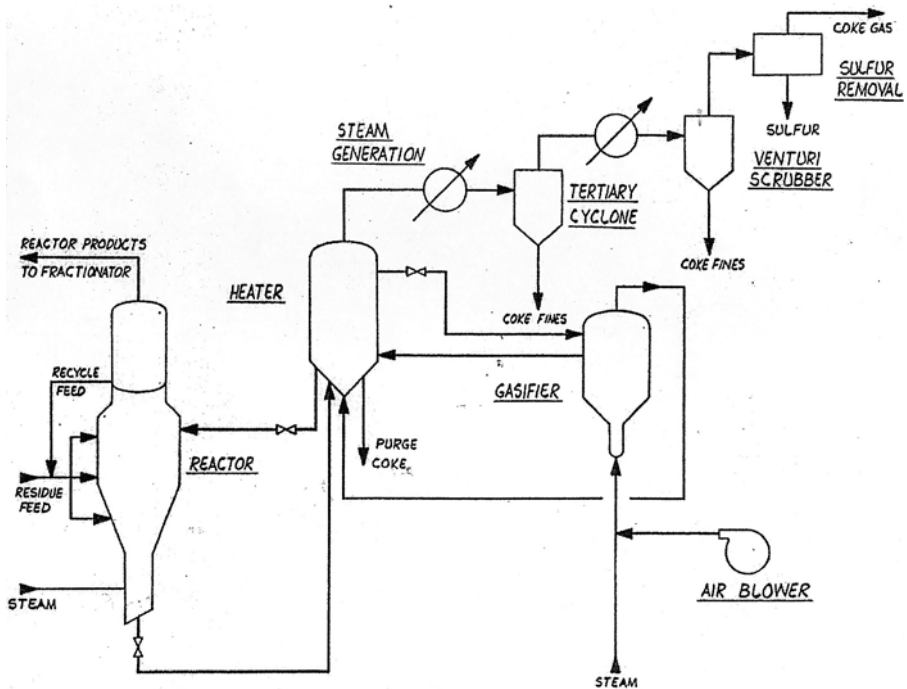 COKE GAS
SULFUR
REMOVAL
SULFUR
STEAM
GENERATION
VENTURI
SCRUBBER
TERTIARY
CYCLONE
COKE FINES
REACTOR PRODUCTS
TO FRACTIONATOR
HEATER
COKE FINES
RECYCLE
FEED
GASIFIER
PURGE
COKE
REACTOR
RESIDUE
FEED
AIR BLOWER
STEAM
STEAM